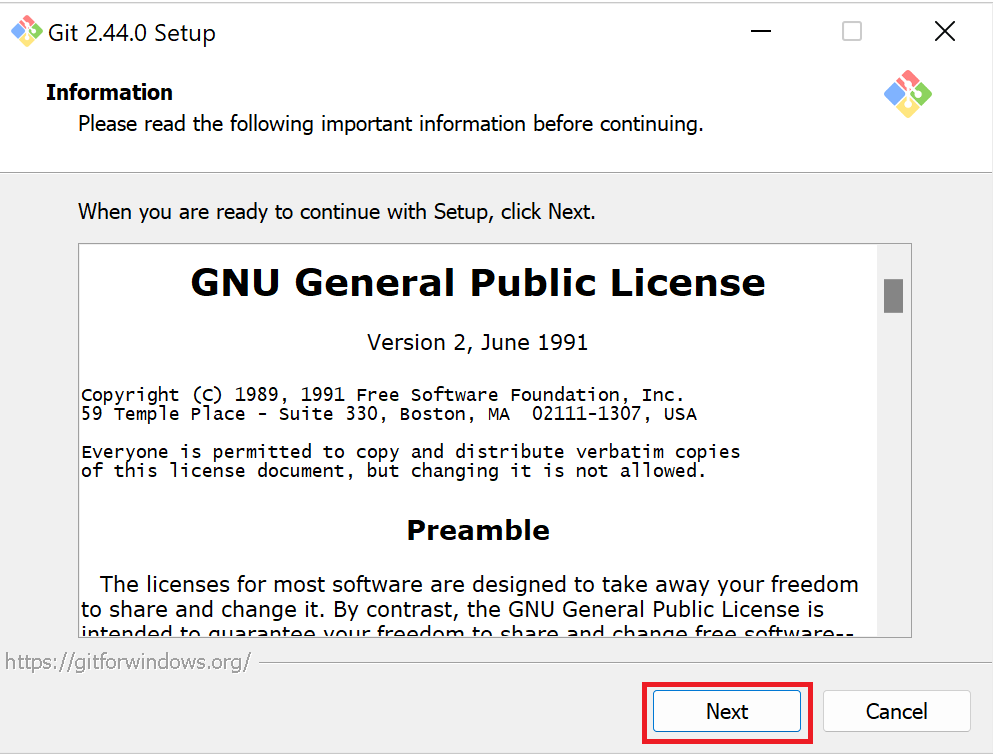 Git 2.44.0 Setup
Information
Please read the following important information before continuing.
When you are ready to continue with Setup, click Next.
GNU General Public License
Version 2, June 1991
Copyright (C) 1989, 1991 Free Software Foundation, Inc.
59 Temple Place - Suite 330, Boston, MA  02111-1307, USA
Everyone is permitted to copy and distribute verbatim copies
of this license document, but changing it is not allowed.
Preamble
The licenses for most software are designed to take away your freedom
to share and change it. By contrast, the GNU General Public License is
intended to guarantee your freedom to share and change free software--
https://gitforwindows.org/
Next
Cancel